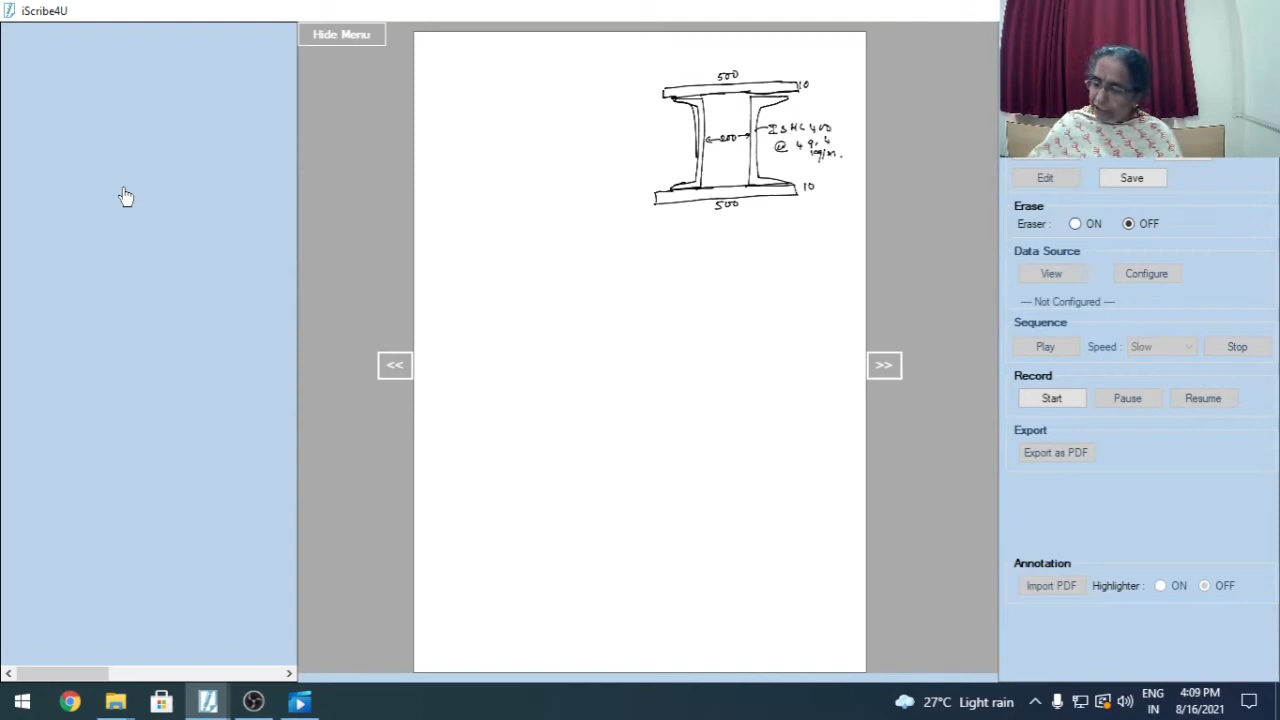 iScribe4U
Hide Menu
500
10
ISMC 400
200
@ 49.4
kg/m.
10
500
<<
>>
Edit
Save
Erase
Eraser : ON OFF
Data Source
View
Configure
--- Not Configured ---
Sequence
Play
Speed : Slow
Stop
Record
Start
Pause
Resume
Export
Export as PDF
Annotation
Import PDF
Highlighter : ON OFF
27°C Light rain
ENG
IN
4:09 PM
8/16/2021